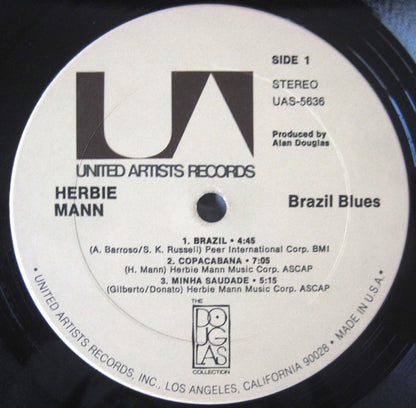 UA
SIDE 1
STEREO
UAS-5636
Produced by
Alan Douglas
UNITED ARTISTS RECORDS
HERBIE
MANN
Brazil Blues
1. BRAZIL • 4:45
(A. Barroso/S. K. Russell) Peer International Corp. BMI
2. COPACABANA • 7:05
(H. Mann) Herbie Mann Music Corp. ASCAP
3. MINHA SAUDADE • 5:15
(Gilberto/Donato) Herbie Mann Music Corp. ASCAP
THE
DOUGLAS
COLLECTION
• UNITED ARTISTS RECORDS, INC., LOS ANGELES, CALIFORNIA 90028 • MADE IN U.S.A. •